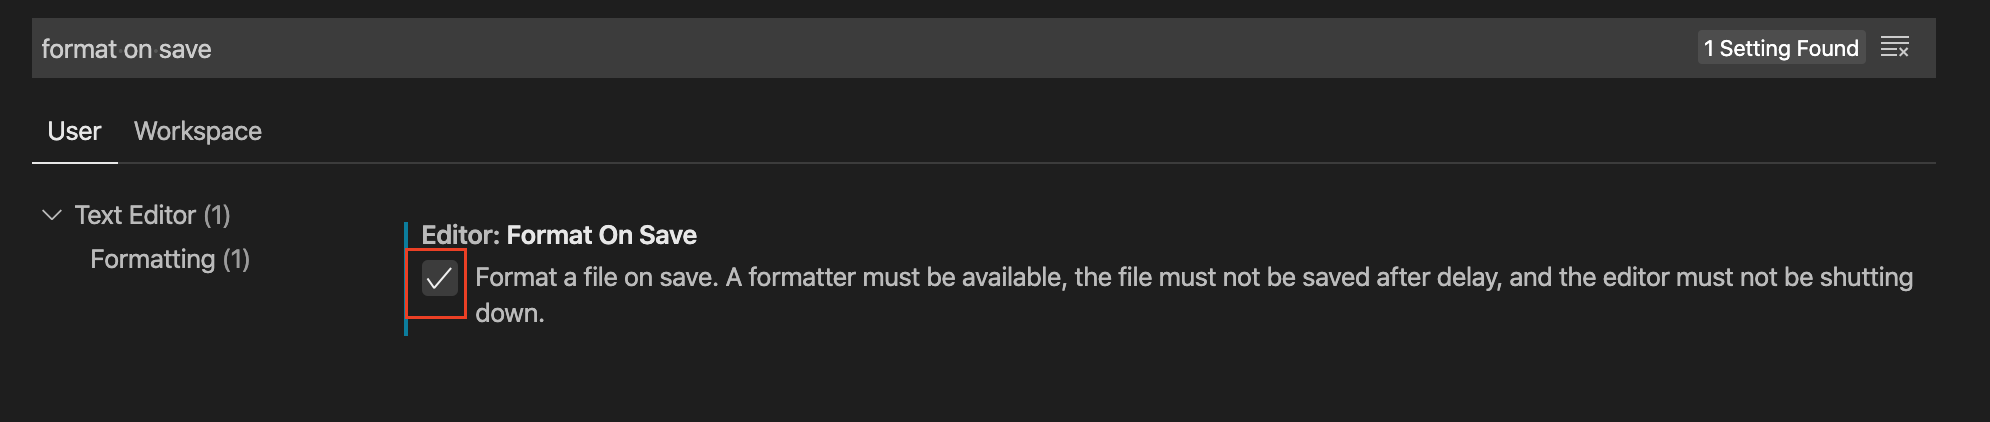 format on save
1 Setting Found
User
Workspace
Text Editor (1)
Formatting (1)
Editor: Format On Save
Format a file on save. A formatter must be available, the file must not be saved after delay, and the editor must not be shutting
down.